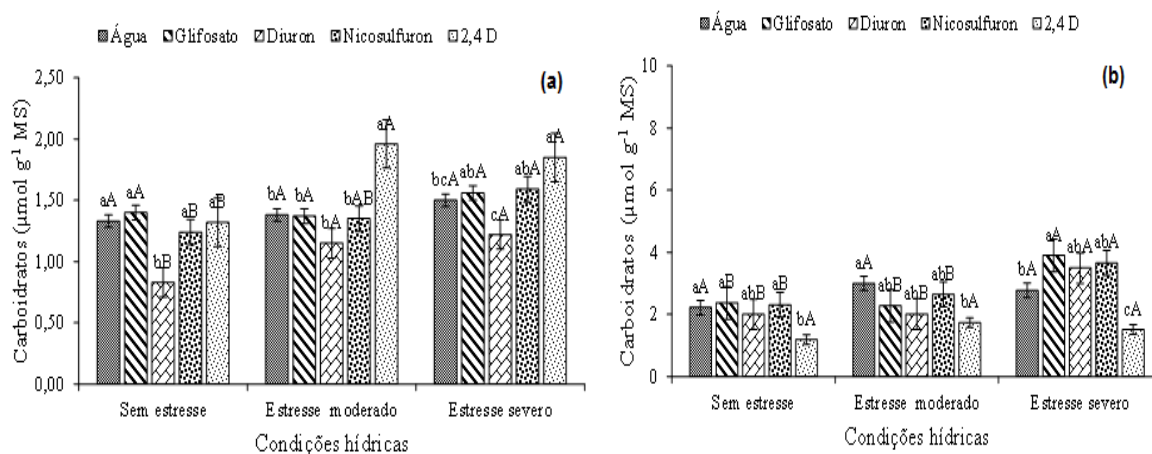 Água Glifosato Diuron Nicosulfuron 2,4 D
(a)
Carboidratos (µmol g⁻¹ MS)
2,50
2,00
1,50
1,00
0,50
0,00
aA aA bB aB aB
bA bA bA bAB aA
bcA abA cA abA aA
Sem estresse Estresse moderado Estresse severo
Condições hídricas
Água Glifosato Diuron Nicosulfuron 2,4 D
(b)
Carboidratos (µmol g⁻¹ MS)
10
8
6
4
2
0
aA aB abB aB bA
aA abB abB abB bA
bA aA abA abA cA
Sem estresse Estresse moderado Estresse severo
Condições hídricas